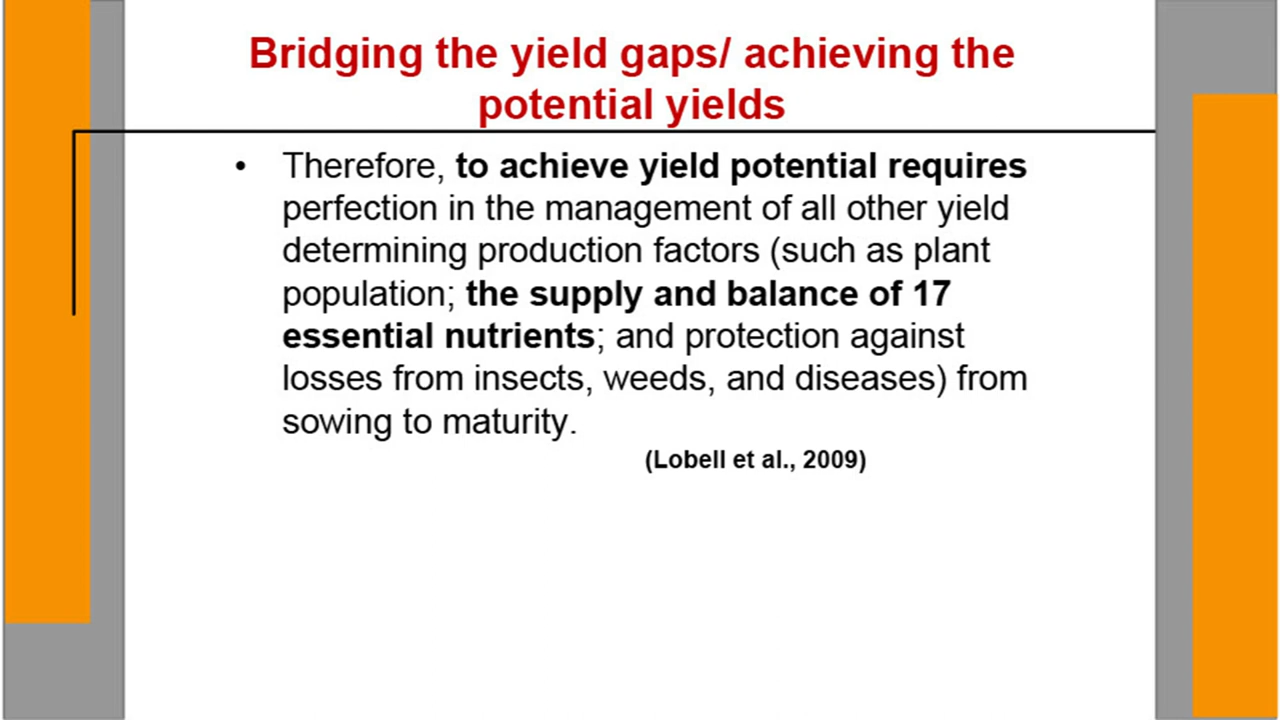 Bridging the yield gaps/ achieving the
potential yields
• Therefore, to achieve yield potential requires
perfection in the management of all other yield
determining production factors (such as plant
population; the supply and balance of 17
essential nutrients; and protection against
losses from insects, weeds, and diseases) from
sowing to maturity.
(Lobell et al., 2009)